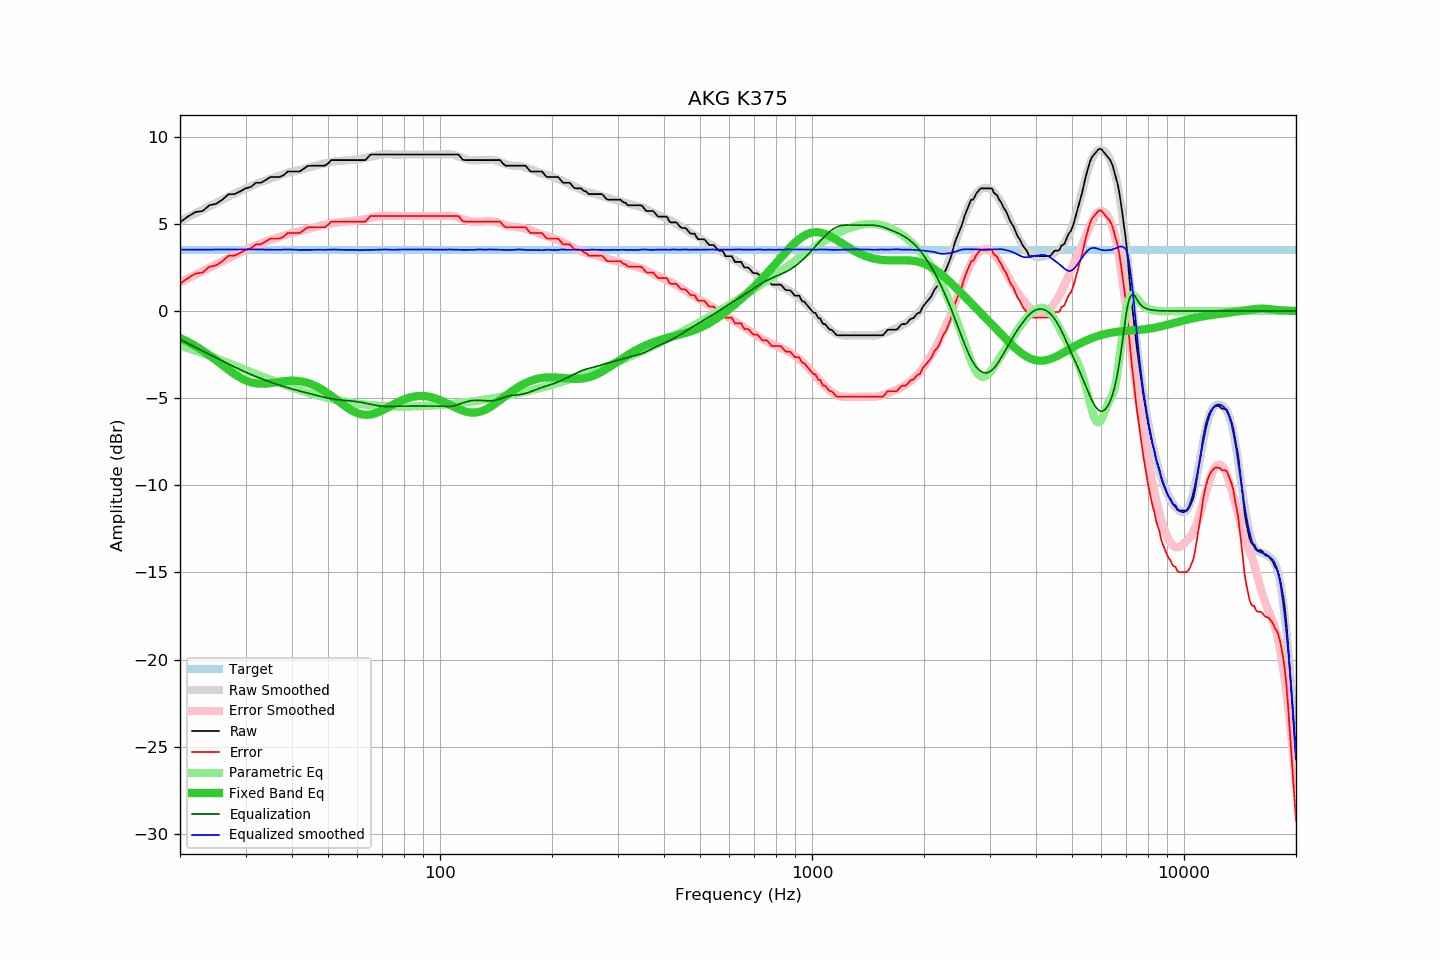 AKG K375
Amplitude (dBr)
10
5
0
−5
−10
−15
−20
−25
−30
Target
Raw Smoothed
Error Smoothed
Raw
Error
Parametric Eq
Fixed Band Eq
Equalization
Equalized smoothed
100 1000 10000
Frequency (Hz)